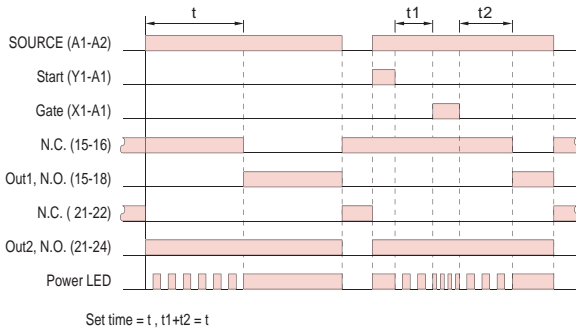 t t1 t2
SOURCE (A1-A2)
Start (Y1-A1)
Gate (X1-A1)
N.C. (15-16)
Out1, N.O. (15-18)
N.C. ( 21-22)
Out2, N.O. (21-24)
Power LED
Set time = t , t1+t2 = t